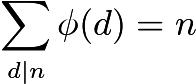 ∑_{d|n} ϕ(d) = n